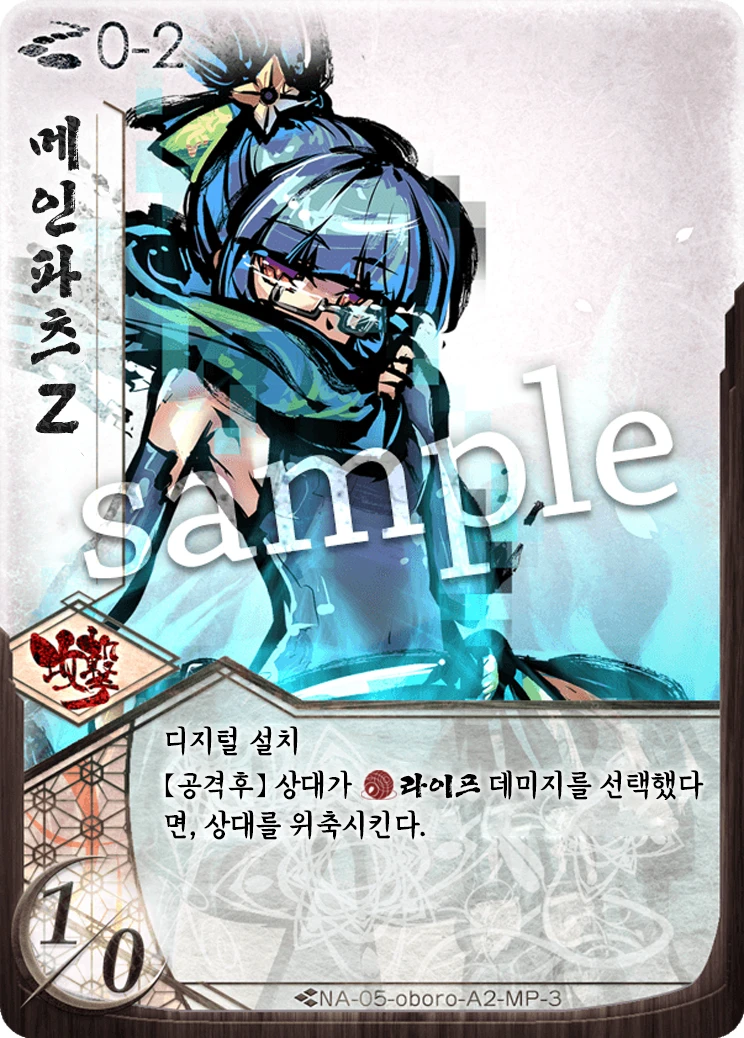 0-2
메인파츠 Z
sample
攻撃
디지털 설치
【공격후】 상대가 라이프 데미지를 선택했다
면, 상대를 위축시킨다.
1/0
NA-05-oboro-A2-MP-3